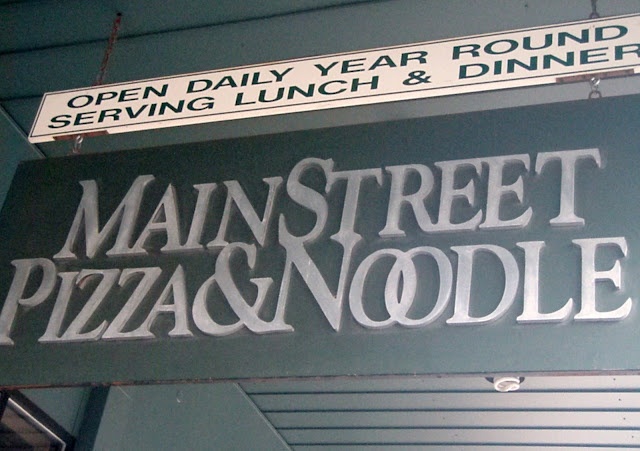 OPEN DAILY YEAR ROUND
SERVING LUNCH & DINNER
MAINSTREET
PIZZA&NOODLE